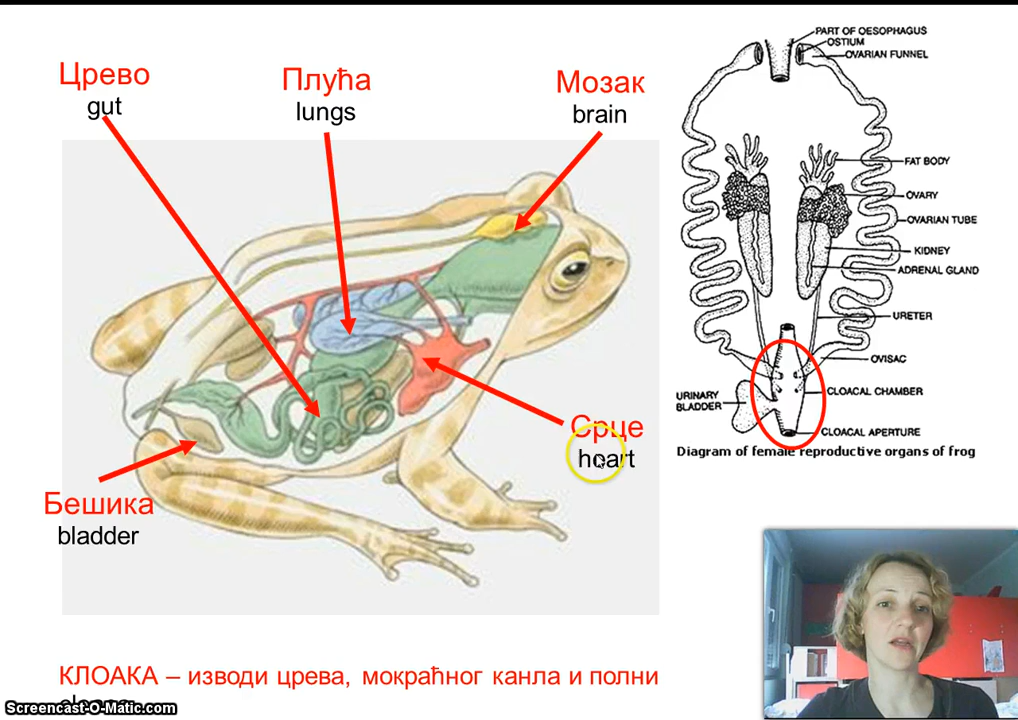 Црево
gut
Плућа
lungs
Мозак
brain
Срце
heart
Бешика
bladder
PART OF OESOPHAGUS
OSTIUM
OVARIAN FUNNEL
FAT BODY
OVARY
OVARIAN TUBE
KIDNEY
ADRENAL GLAND
URETER
OVISAC
CLOACAL CHAMBER
URINARY
BLADDER
CLOACAL APERTURE
Diagram of female reproductive organs of frog
КЛОАКА – изводи црева, мокраћног канла и полни
Screencast-O-Matic.com